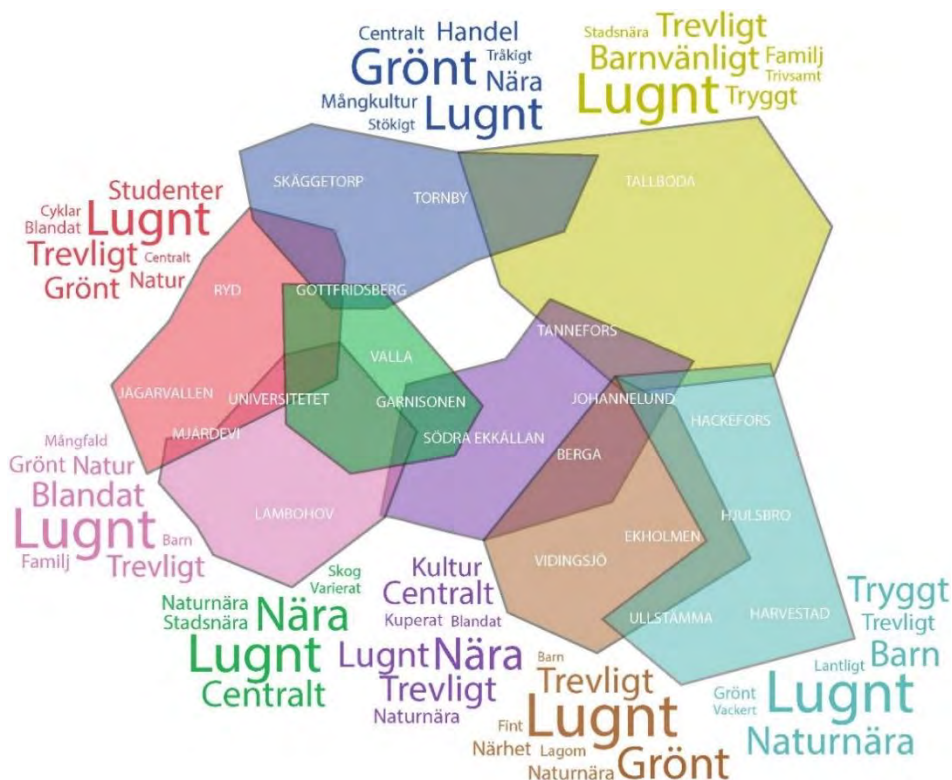 Centralt Handel
Grönt Tråkigt
Nära
Mångkultur Lugnt
Stökigt
Stadsnära Trevligt
Barnvänligt Familj
Trivsamt
Lugnt Tryggt
SKÄGGETORP
TORNBY
TALLBODA
Studenter
Cyklar Lugnt
Blandat
Trevligt Centralt
Grönt Natur
RYD
GOTTFRIDSBERG
TANNEFORS
VALLA
JÄGARVALLEN
UNIVERSITETET
GARNISONEN
JOHANNELUND
HACKEFORS
MJÄRDEVI
SÖDRA EKKÄLLAN
BERGA
Mångfald
Grönt Natur
Blandat
Lugnt Barn
Familj Trevligt
LAMBOHOV
HJULSBRO
EKHOLMEN
VIDINGSJÖ
ULLSTÄMMA
HARVESTAD
Skog
Varierat
Naturnära Nära
Stadsnära
Lugnt
Centralt
Kultur
Centralt
Kuperat Blandat
Lugnt Nära
Trevligt
Naturnära
Barn
Trevligt
Fint Lugnt
Närhet Lagom
Naturnära Grönt
Tryggt
Trevligt
Lantligt Barn
Grönt Lugnt
Vackert
Naturnära